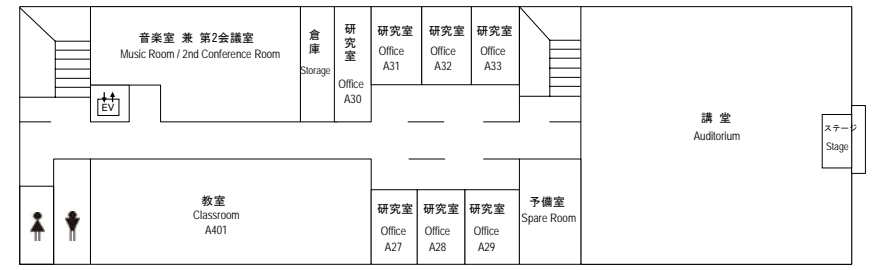 音楽室 兼 第2会議室
Music Room / 2nd Conference Room
EV
倉
庫
Storage
研
究
室
Office
A30
研究室
Office
A31
研究室
Office
A32
研究室
Office
A33
講 堂
Auditorium
ステージ
Stage
教室
Classroom
A401
研究室
Office
A27
研究室
Office
A28
研究室
Office
A29
予備室
Spare Room